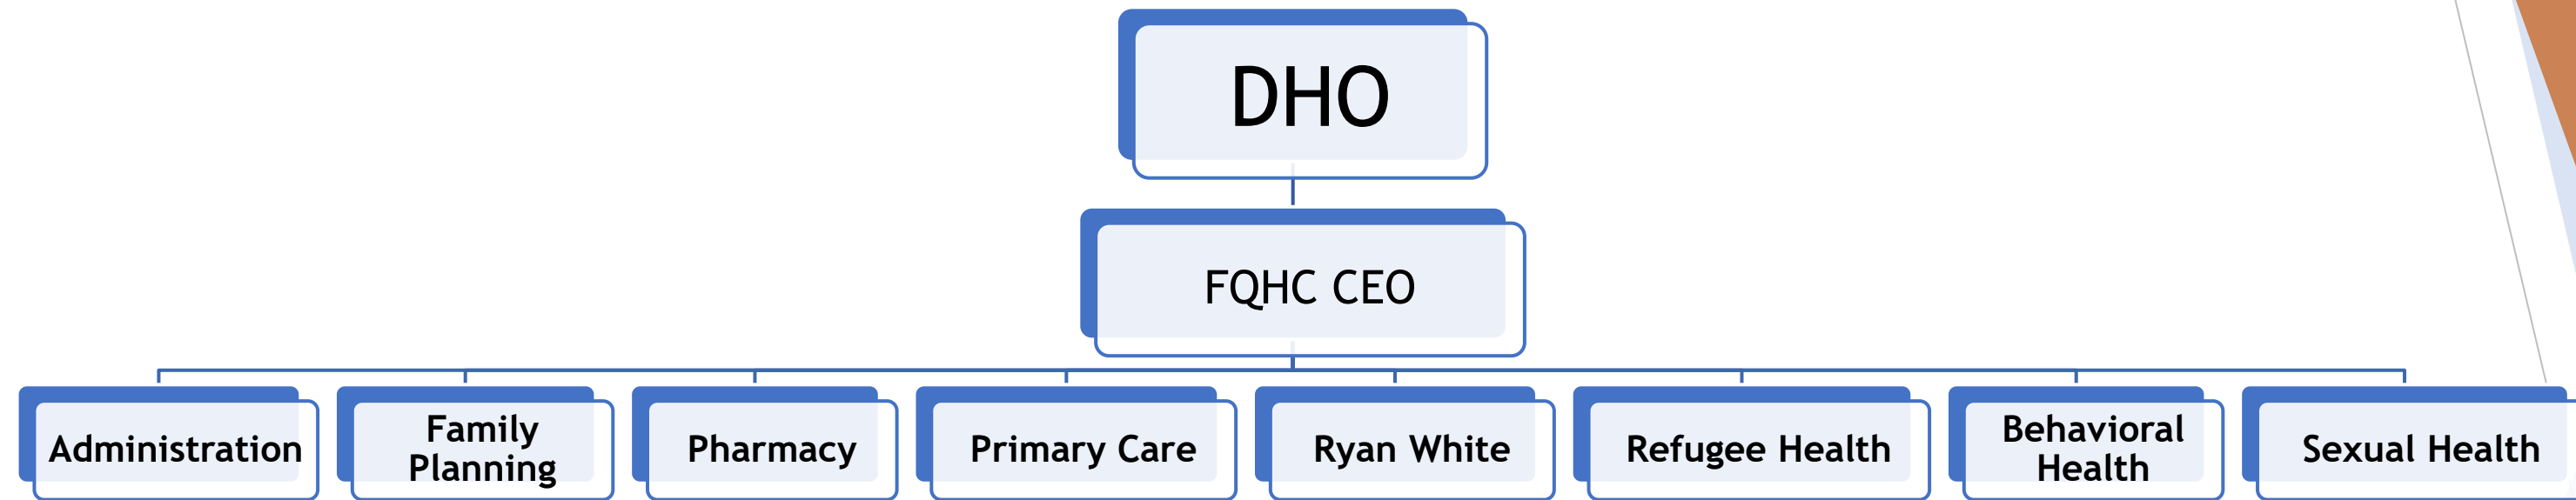 DHO
FQHC CEO
Administration
Family
Planning
Pharmacy
Primary Care
Ryan White
Refugee Health
Behavioral
Health
Sexual Health